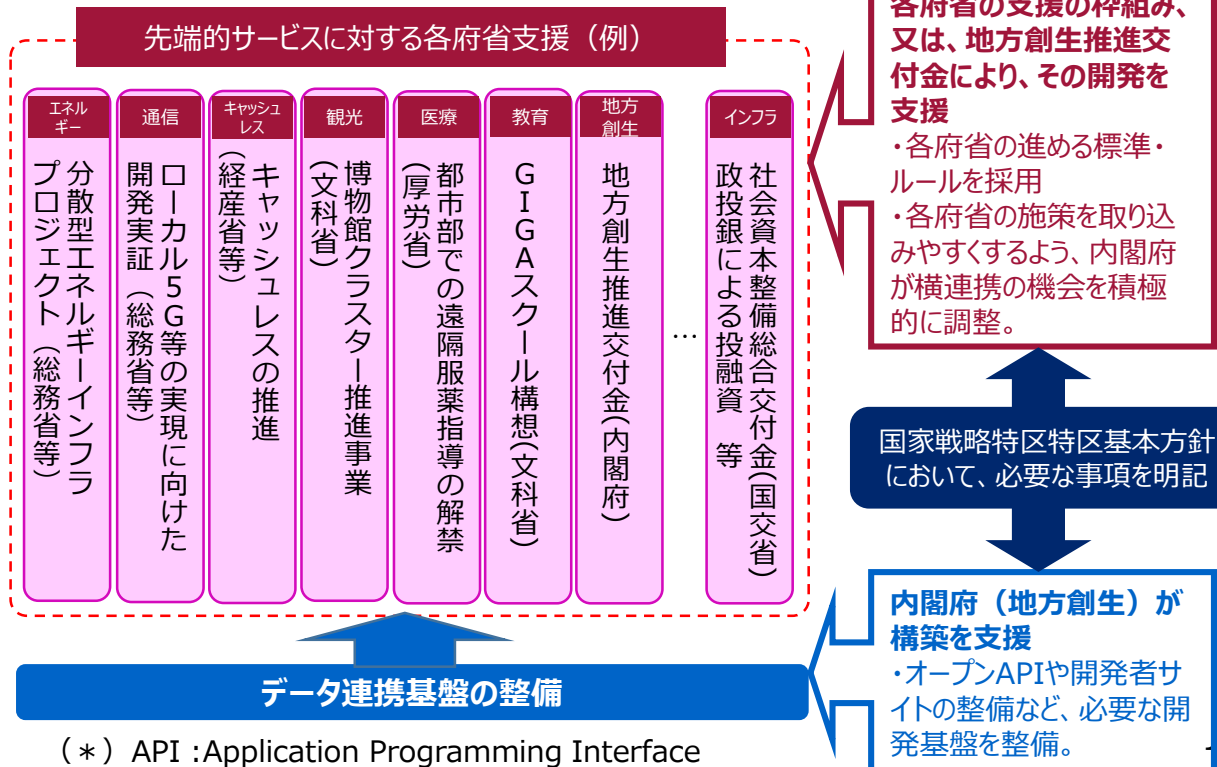 先端的サービスに対する各府省支援（例）
エネル
ギー
分散型エネルギーインフラ
プロジェクト（総務省等）
通信
ローカル５Ｇ等の実現に向けた
開発実証（総務省等）
キャッシュ
レス
キャッシュレスの推進
（経産省等）
観光
博物館クラスター推進事業
（文科省）
医療
都市部での遠隔服薬指導の解禁
（厚労省）
教育
ＧＩＧＡスクール構想（文科省）
地方
創生
地方創生推進交付金（内閣府）
…
インフラ
社会資本整備総合交付金（国交省）
政投銀による投融資　等
データ連携基盤の整備
（＊）API :Application Programming Interface
各府省の支援の枠組み、
又は、地方創生推進交
付金により、その開発を
支援
・各府省の進める標準・
ルールを採用
・各府省の施策を取り込
みやすくするよう、内閣府
が横連携の機会を積極
的に調整。
国家戦略特区特区基本方針
において、必要な事項を明記
内閣府（地方創生）が
構築を支援
・オープンAPIや開発者サ
イトの整備など、必要な開
発基盤を整備。